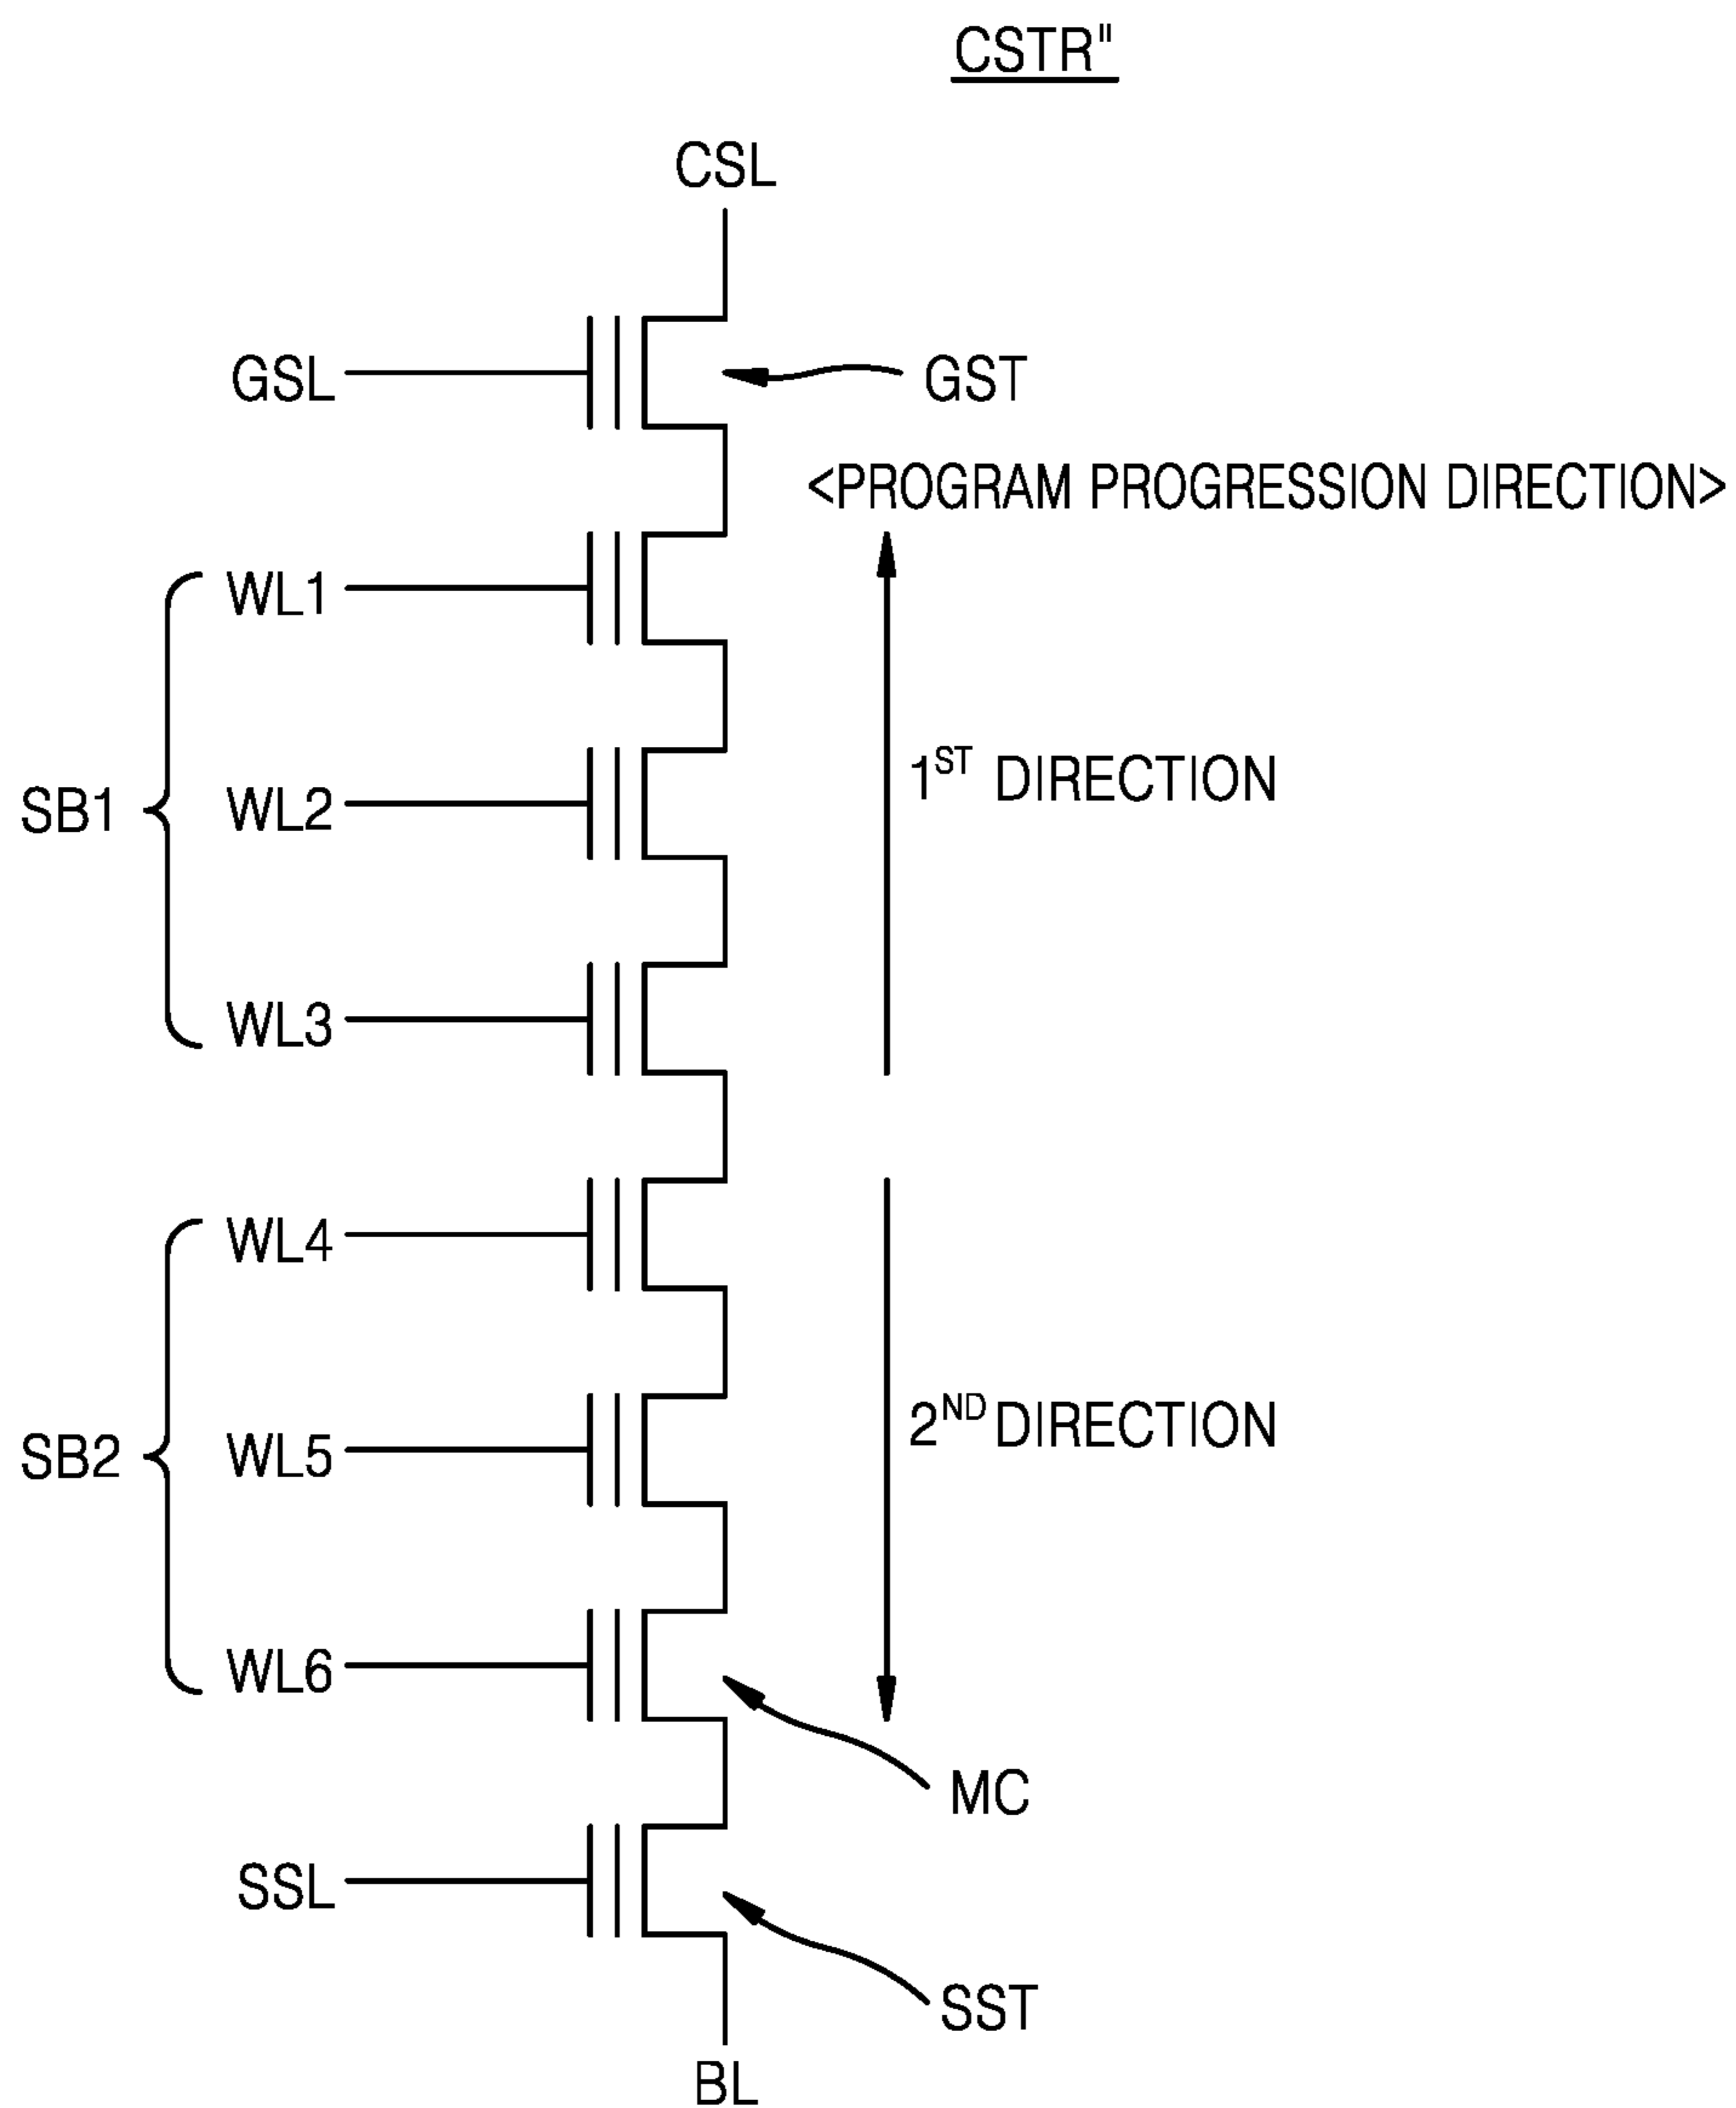 CSTR"
CSL
GSL
GST
<PROGRAM PROGRESSION DIRECTION>
WL1
1ST DIRECTION
SB1
WL2
WL3
WL4
2ND DIRECTION
SB2
WL5
WL6
MC
SSL
SST
BL